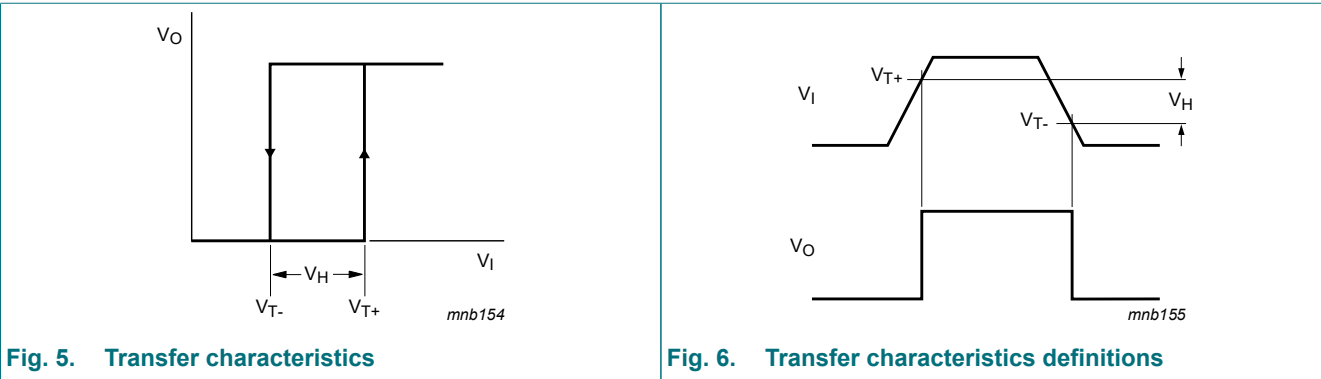 VO
VH
VI
VT-
VT+
mnb154
Fig. 5. Transfer characteristics
VT+
VI
VH
VT-
VO
mnb155
Fig. 6. Transfer characteristics definitions